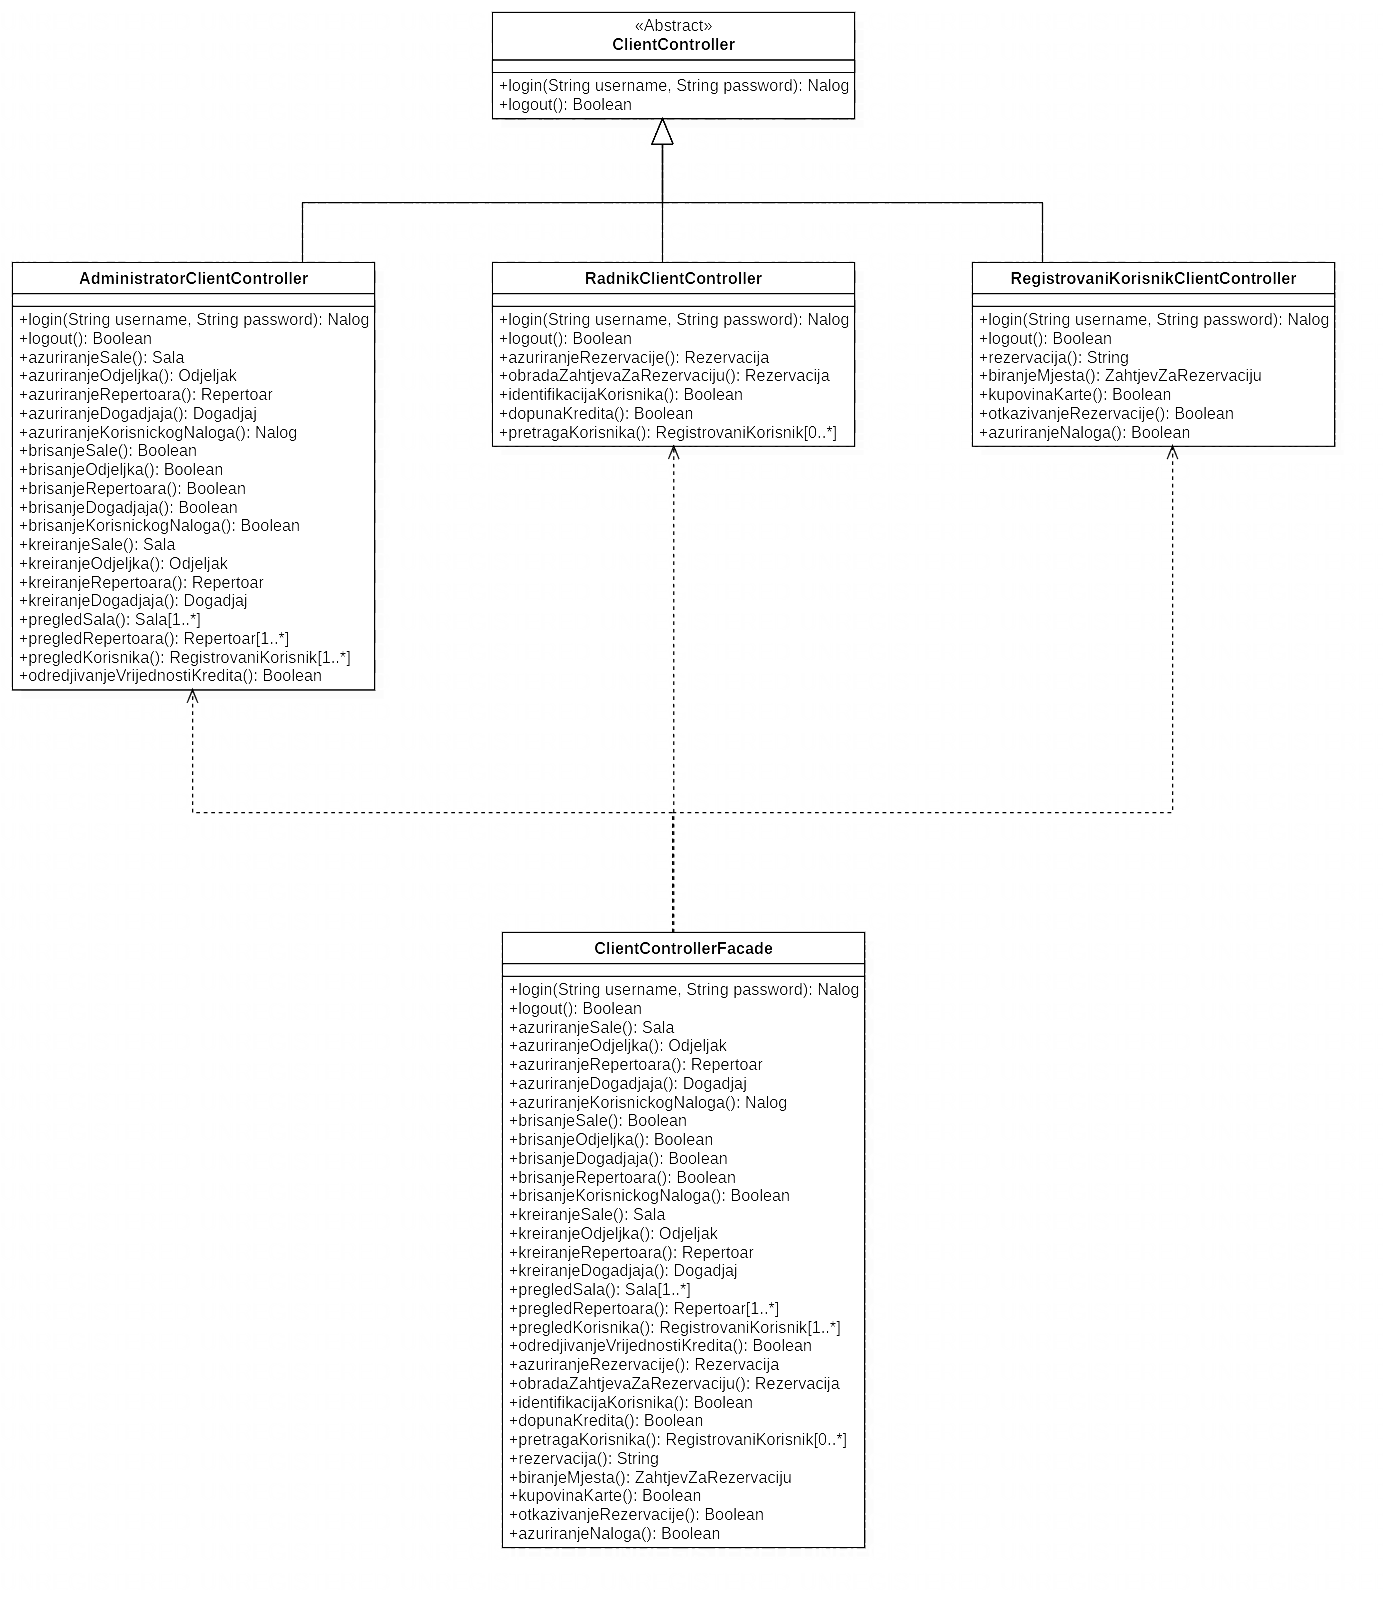 «Abstract»
ClientController
+login(String username, String password): Nalog
+logout(): Boolean
AdministratorClientController
+login(String username, String password): Nalog
+logout(): Boolean
+azuriranjeSale(): Sala
+azuriranjeOdjeljka(): Odjeljak
+azuriranjeRepertoara(): Repertoar
+azuriranjeDogadjaja(): Dogadjaj
+azuriranjeKorisnickogNaloga(): Nalog
+brisanjeSale(): Boolean
+brisanjeOdjeljka(): Boolean
+brisanjeRepertoara(): Boolean
+brisanjeDogadjaja(): Boolean
+brisanjeKorisnickogNaloga(): Boolean
+kreiranjeSale(): Sala
+kreiranjeOdjeljka(): Odjeljak
+kreiranjeRepertoara(): Repertoar
+kreiranjeDogadjaja(): Dogadjaj
+pregledSala(): Sala[1..*]
+pregledRepertoara(): Repertoar[1..*]
+pregledKorisnika(): RegistrovaniKorisnik[1..*]
+odredjivanjeVrijednostiKredita(): Boolean
RadnikClientController
+login(String username, String password): Nalog
+logout(): Boolean
+azuriranjeRezervacije(): Rezervacija
+obradaZahtjevaZaRezervaciju(): Rezervacija
+identifikacijaKorisnika(): Boolean
+dopunaKredita(): Boolean
+pretragaKorisnika(): RegistrovaniKorisnik[0..*]
RegistrovaniKorisnikClientController
+login(String username, String password): Nalog
+logout(): Boolean
+rezervacija(): String
+biranjeMjesta(): ZahtjevZaRezervaciju
+kupovinaKarte(): Boolean
+otkazivanjeRezervacije(): Boolean
+azuriranjeNaloga(): Boolean
ClientControllerFacade
+login(String username, String password): Nalog
+logout(): Boolean
+azuriranjeSale(): Sala
+azuriranjeOdjeljka(): Odjeljak
+azuriranjeRepertoara(): Repertoar
+azuriranjeDogadjaja(): Dogadjaj
+azuriranjeKorisnickogNaloga(): Nalog
+brisanjeSale(): Boolean
+brisanjeOdjeljka(): Boolean
+brisanjeDogadjaja(): Boolean
+brisanjeRepertoara(): Boolean
+brisanjeKorisnickogNaloga(): Boolean
+kreiranjeSale(): Sala
+kreiranjeOdjeljka(): Odjeljak
+kreiranjeRepertoara(): Repertoar
+kreiranjeDogadjaja(): Dogadjaj
+pregledSala(): Sala[1..*]
+pregledRepertoara(): Repertoar[1..*]
+pregledKorisnika(): RegistrovaniKorisnik[1..*]
+odredjivanjeVrijednostiKredita(): Boolean
+azuriranjeRezervacije(): Rezervacija
+obradaZahtjevaZaRezervaciju(): Rezervacija
+identifikacijaKorisnika(): Boolean
+dopunaKredita(): Boolean
+pretragaKorisnika(): RegistrovaniKorisnik[0..*]
+rezervacija(): String
+biranjeMjesta(): ZahtjevZaRezervaciju
+kupovinaKarte(): Boolean
+otkazivanjeRezervacije(): Boolean
+azuriranjeNaloga(): Boolean